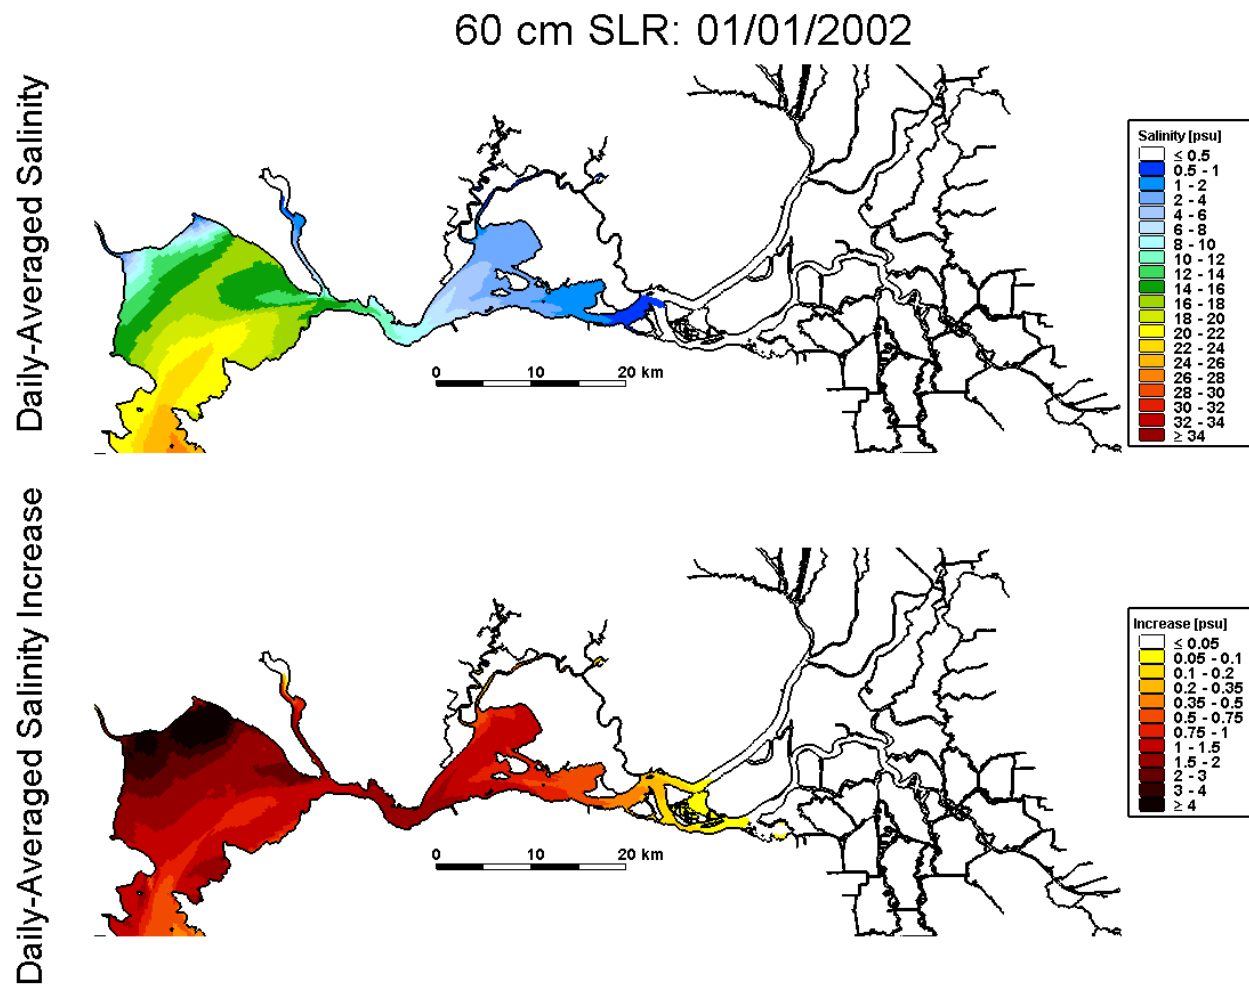 60 cm SLR: 01/01/2002
Daily-Averaged Salinity
Salinity [psu]
≤ 0.5
0.5 - 1
1 - 2
2 - 4
4 - 6
6 - 8
8 - 10
10 - 12
12 - 14
14 - 16
16 - 18
18 - 20
20 - 22
22 - 24
24 - 26
26 - 28
28 - 30
30 - 32
32 - 34
≥ 34
0 10 20 km
Daily-Averaged Salinity Increase
Increase [psu]
≤ 0.05
0.05 - 0.1
0.1 - 0.2
0.2 - 0.35
0.35 - 0.5
0.5 - 0.75
0.75 - 1
1 - 1.5
1.5 - 2
2 - 3
3 - 4
≥ 4
0 10 20 km